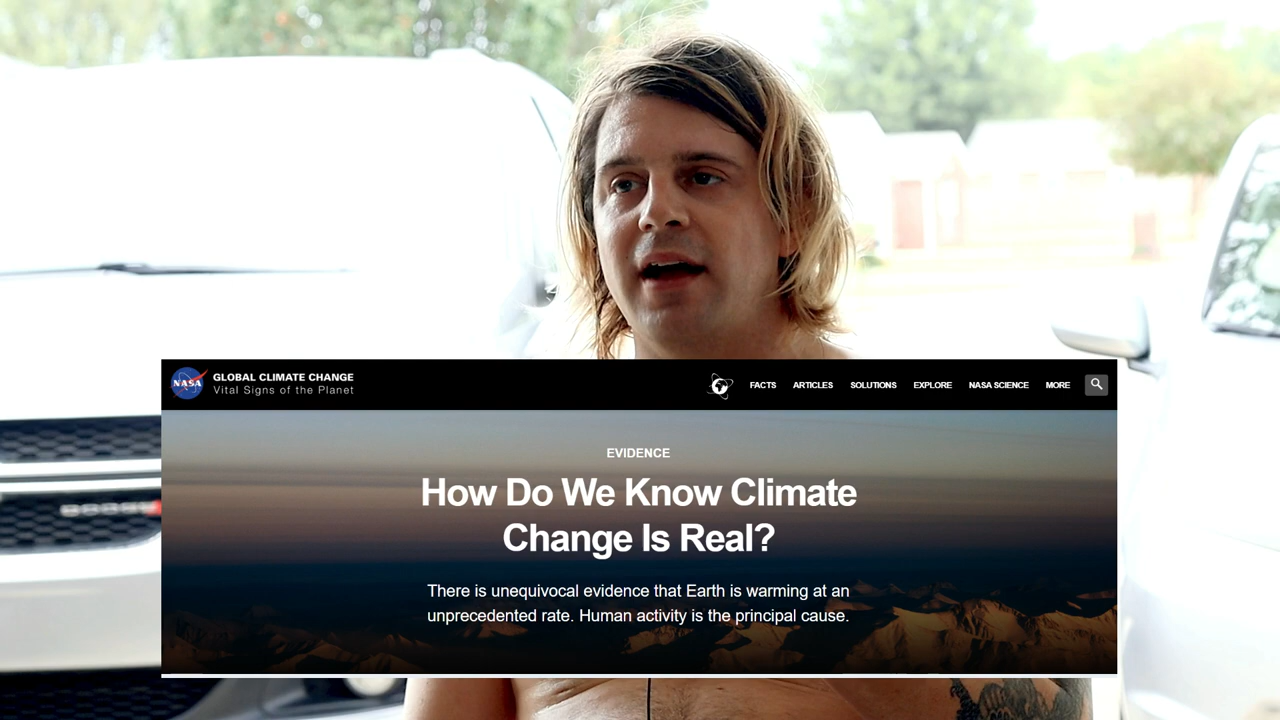 NASA
GLOBAL CLIMATE CHANGE
Vital Signs of the Planet
FACTS ARTICLES SOLUTIONS EXPLORE NASA SCIENCE MORE
EVIDENCE
How Do We Know Climate
Change Is Real?
There is unequivocal evidence that Earth is warming at an
unprecedented rate. Human activity is the principal cause.
DODGE